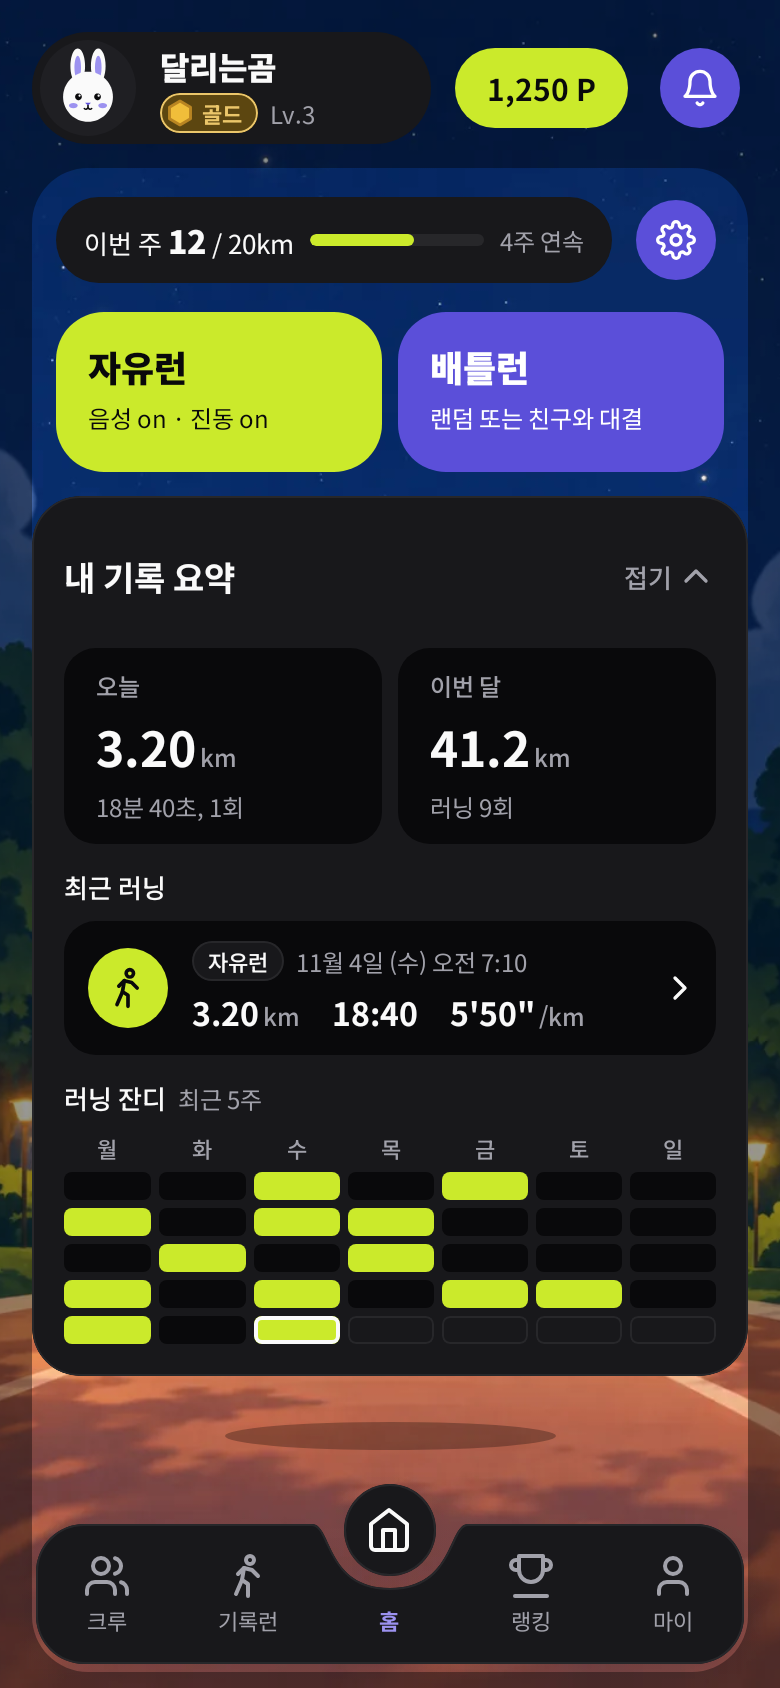 달리는곰
골드 Lv.3
1,250 P
이번 주 12 / 20km 4주 연속
자유런
음성 on · 진동 on
배틀런
랜덤 또는 친구와 대결
내 기록 요약
접기
오늘
3.20 km
18분 40초, 1회
이번 달
41.2 km
러닝 9회
최근 러닝
자유런 11월 4일 (수) 오전 7:10
3.20 km 18:40 5'50" /km
러닝 잔디 최근 5주
월 화 수 목 금 토 일
크루 기록런 홈 랭킹 마이